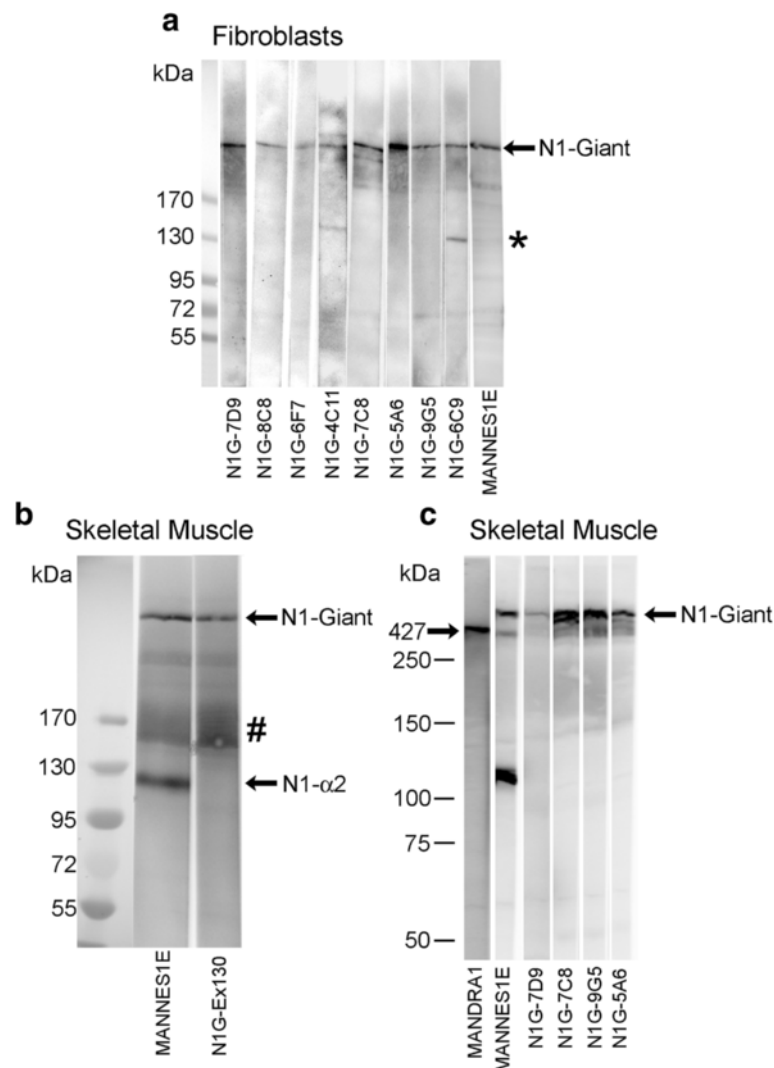 a
Fibroblasts
kDa
N1-Giant
170
130
*
95
72
55
N1G-7D9
N1G-8C8
N1G-6F7
N1G-4C11
N1G-7C8
N1G-5A6
N1G-9G5
N1G-6C9
MANNES1E
b
Skeletal Muscle
kDa
N1-Giant
170
#
130
N1-α2
95
72
55
MANNES1E
N1G-Ex130
c
Skeletal Muscle
kDa
N1-Giant
427
250
150
100
75
50
MANDRA1
MANNES1E
N1G-7D9
N1G-7C8
N1G-9G5
N1G-5A6